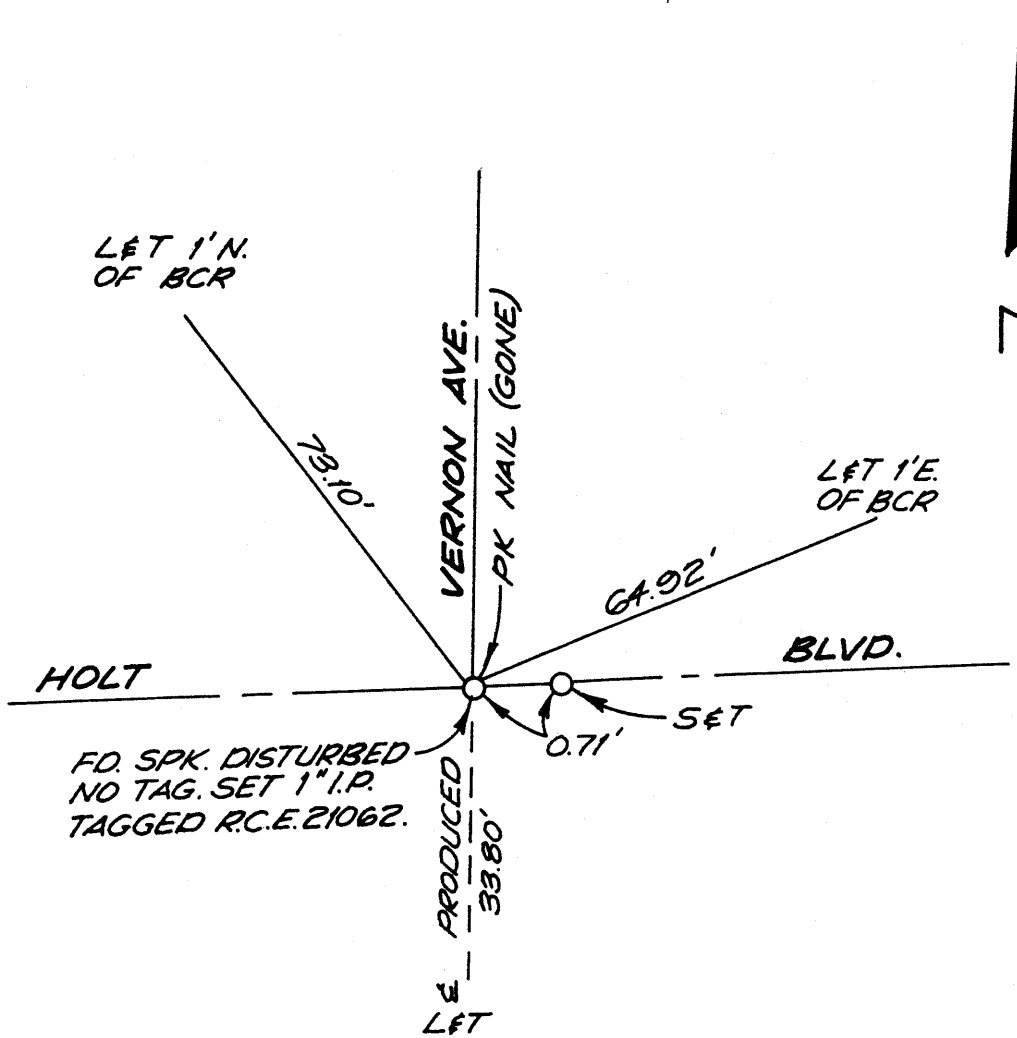 L&T 1' N.
OF BCR
VERNON AVE.
PK NAIL (GONE)
73.10'
L&T 1' E.
OF BCR
64.92'
HOLT
BLVD.
S&T
0.71'
FD. SPK. DISTURBED
NO TAG. SET 1" I.P.
TAGGED R.C.E. 21062.
PRODUCED
33.80'
L&T